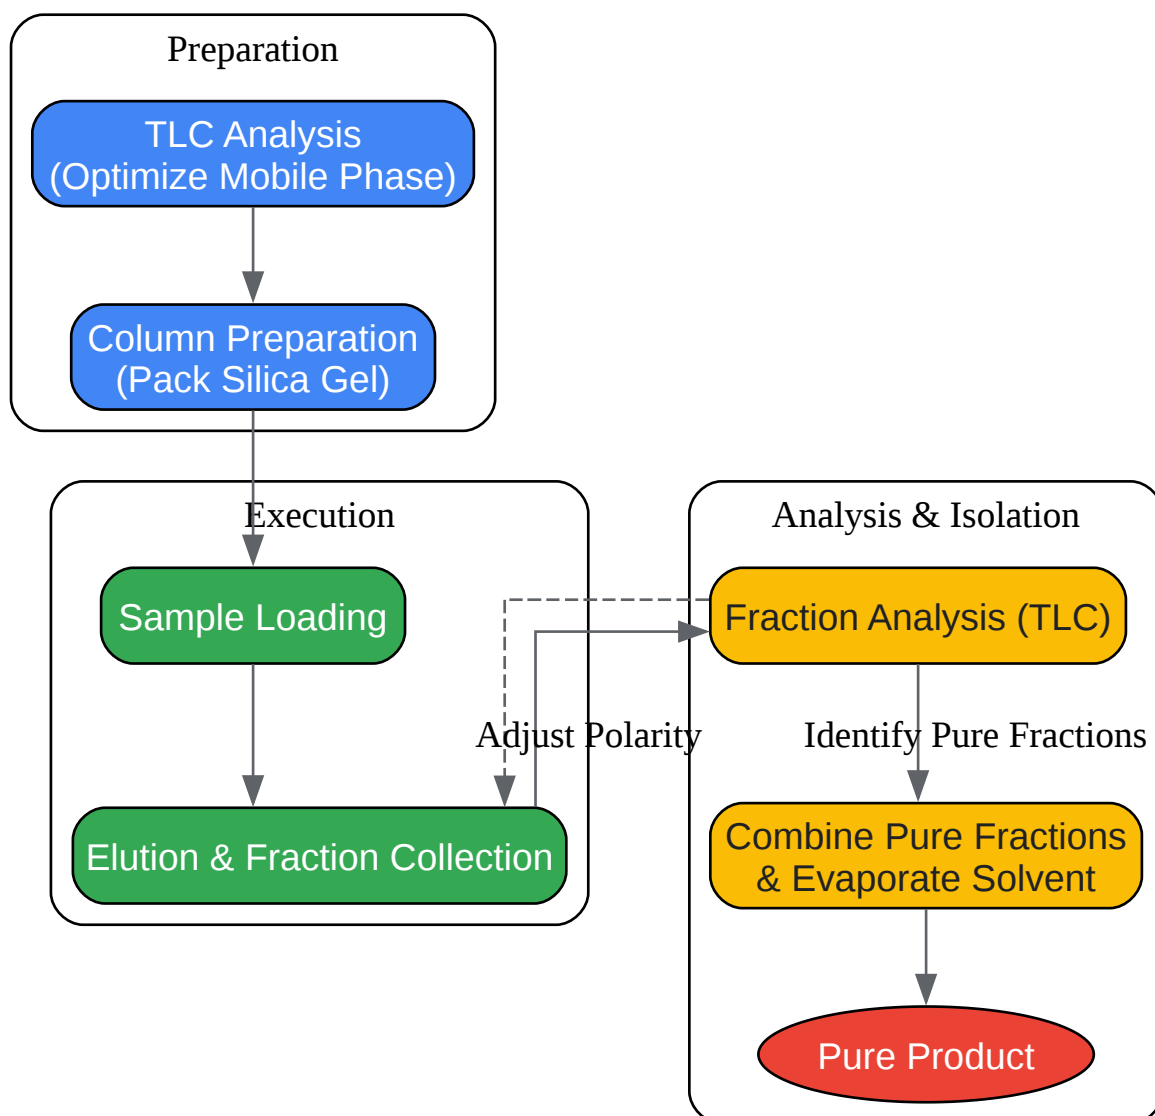 Preparation
TLC Analysis
(Optimize Mobile Phase)
Column Preparation
(Pack Silica Gel)
Execution
Sample Loading
Elution & Fraction Collection
Adjust Polarity
Analysis & Isolation
Fraction Analysis (TLC)
Identify Pure Fractions
Combine Pure Fractions
& Evaporate Solvent
Pure Product